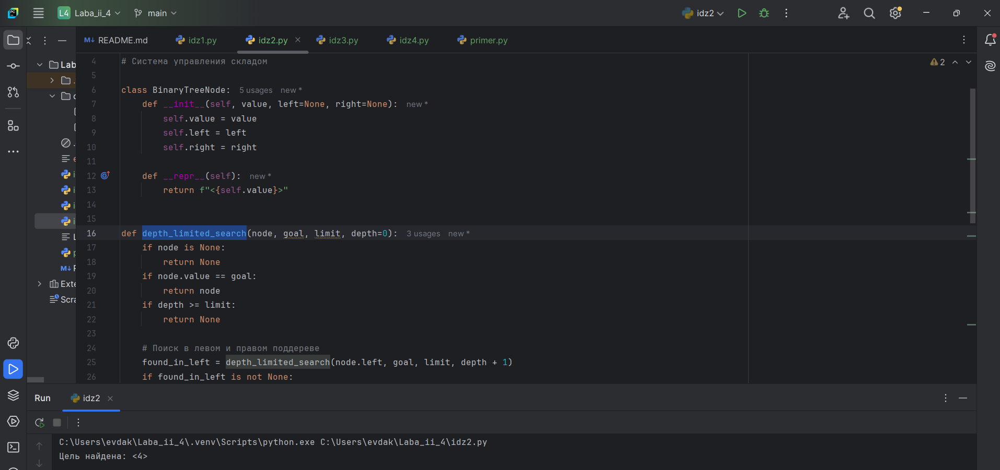 L4 Laba_ii_4 main idz2
README.md idz1.py idz2.py idz3.py idz4.py primer.py
Lab
4 # Система управления складом
2
5
6 class BinaryTreeNode: 5 usages new *
7 def __init__(self, value, left=None, right=None): new *
8 self.value = value
9 self.left = left
10 self.right = right
11
12 def __repr__(self): new *
13 return f"<{self.value}>"
14
15
16 def depth_limited_search(node, goal, limit, depth=0): 3 usages new *
17 if node is None:
18 return None
19 if node.value == goal:
20 return node
21 if depth >= limit:
22 return None
23
24 # Поиск в левом и правом поддереве
25 found_in_left = depth_limited_search(node.left, goal, limit, depth + 1)
26 if found_in_left is not None:
Exte
Scra
Run idz2
C:\Users\evdak\Laba_ii_4\.venv\Scripts\python.exe C:\Users\evdak\Laba_ii_4\idz2.py
Цель найдена: <4>